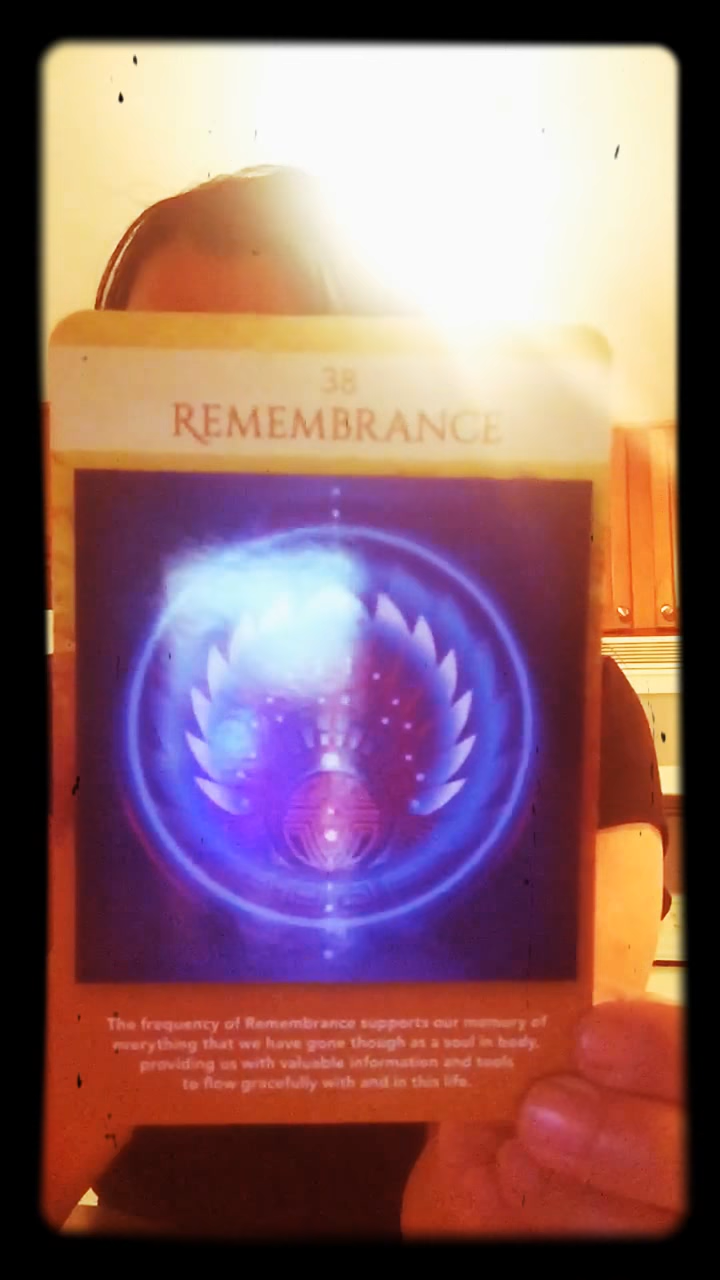 38
REMEMBRANCE
The frequency of Remembrance supports our memory of
everything that we have gone though as a soul in body,
providing us with valuable information and tools
to flow gracefully with and in this life.